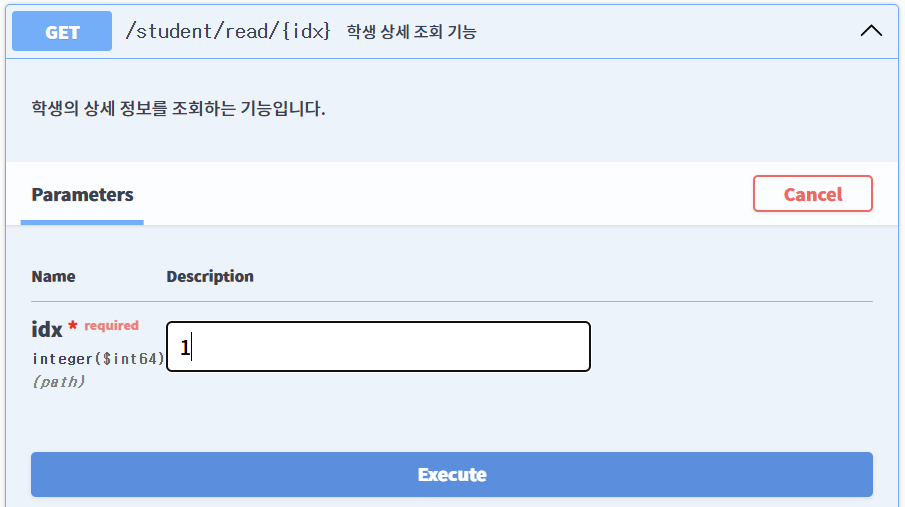 GET /student/read/{idx} 학생 상세 조회 기능
학생의 상세 정보를 조회하는 기능입니다.
Parameters Cancel
Name Description
idx * required
integer($int64)
(path)
1
Execute